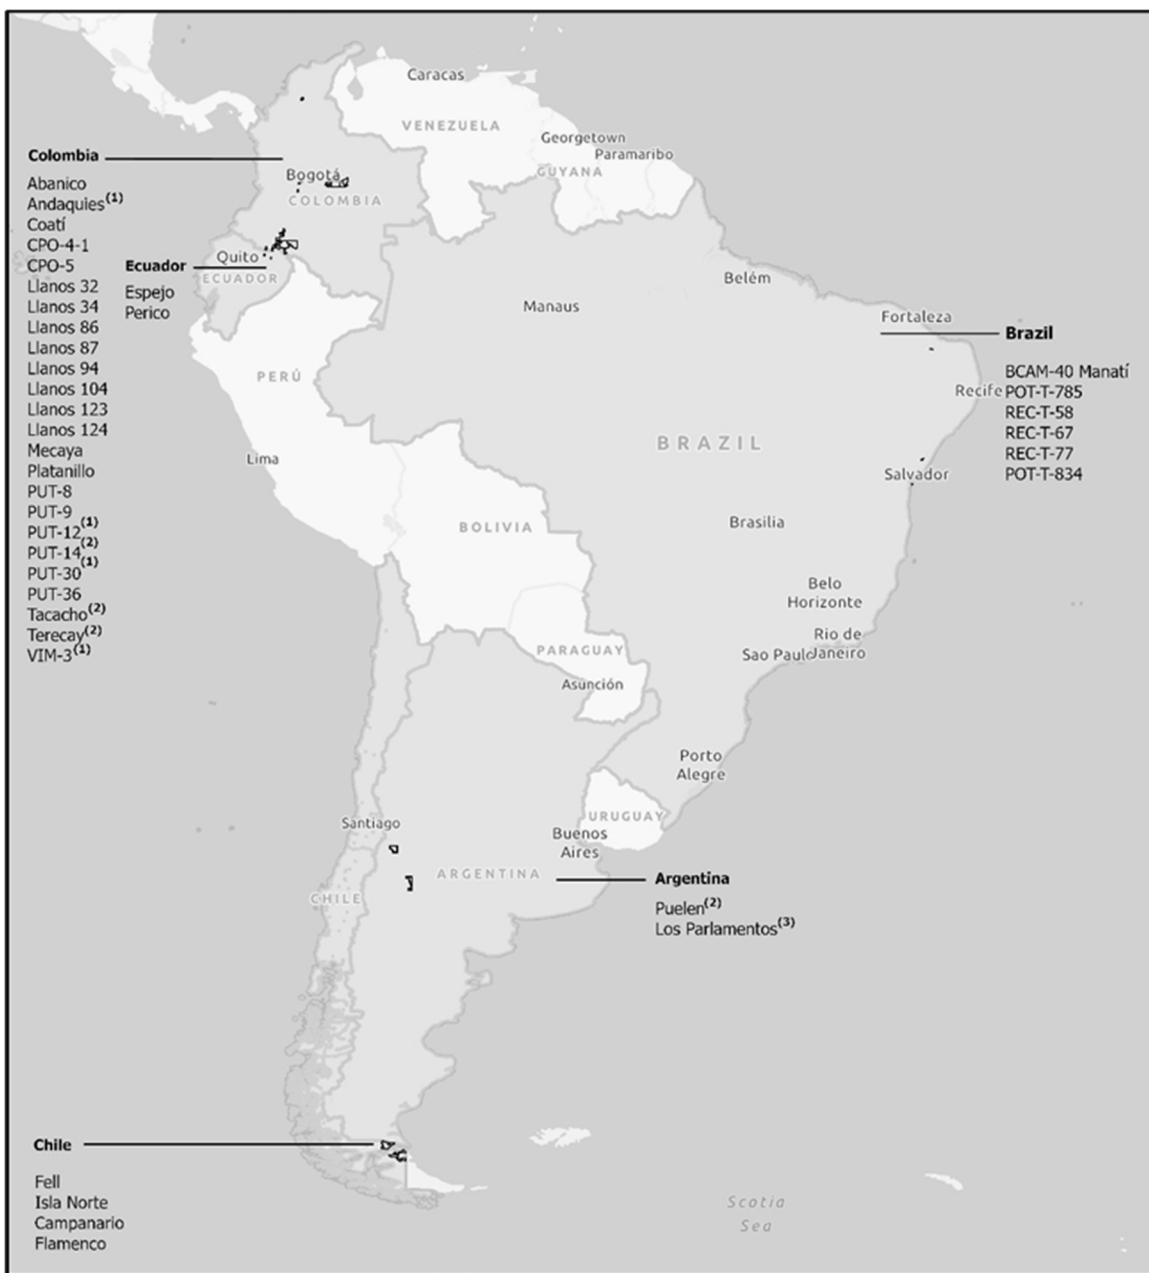 Caracas
VENEZUELA
Georgetown
Paramaribo
GUYANA
Colombia
Abanico
Andaquies(1)
Coatí
CPO-4-1
CPO-5
Llanos 32
Llanos 34
Llanos 86
Llanos 87
Llanos 94
Llanos 104
Llanos 123
Llanos 124
Mecaya
Platanillo
PUT-8
PUT-9
PUT-12(1)
PUT-14(2)
PUT-30(1)
PUT-36
Tacacho(2)
Terecay(2)
VIM-3(1)
Bogotá
COLOMBIA
Quito
ECUADOR
Ecuador
Espejo
Perico
Belém
Manaus
Fortaleza
Brazil
BCAM-40 Manatí
POT-T-785
REC-T-58
REC-T-67
REC-T-77
POT-T-834
Recife
PERÚ
BRAZIL
Lima
Salvador
BOLIVIA
Brasilia
Belo
Horizonte
Rio de
Janeiro
Sao Paulo
PARAGUAY
Asunción
Porto
Alegre
Santiago
URUGUAY
Buenos
Aires
ARGENTINA
Argentina
Puelen(2)
Los Parlamentos(3)
CHILE
Chile
Fell
Isla Norte
Campanario
Flamenco
Scotia
Sea